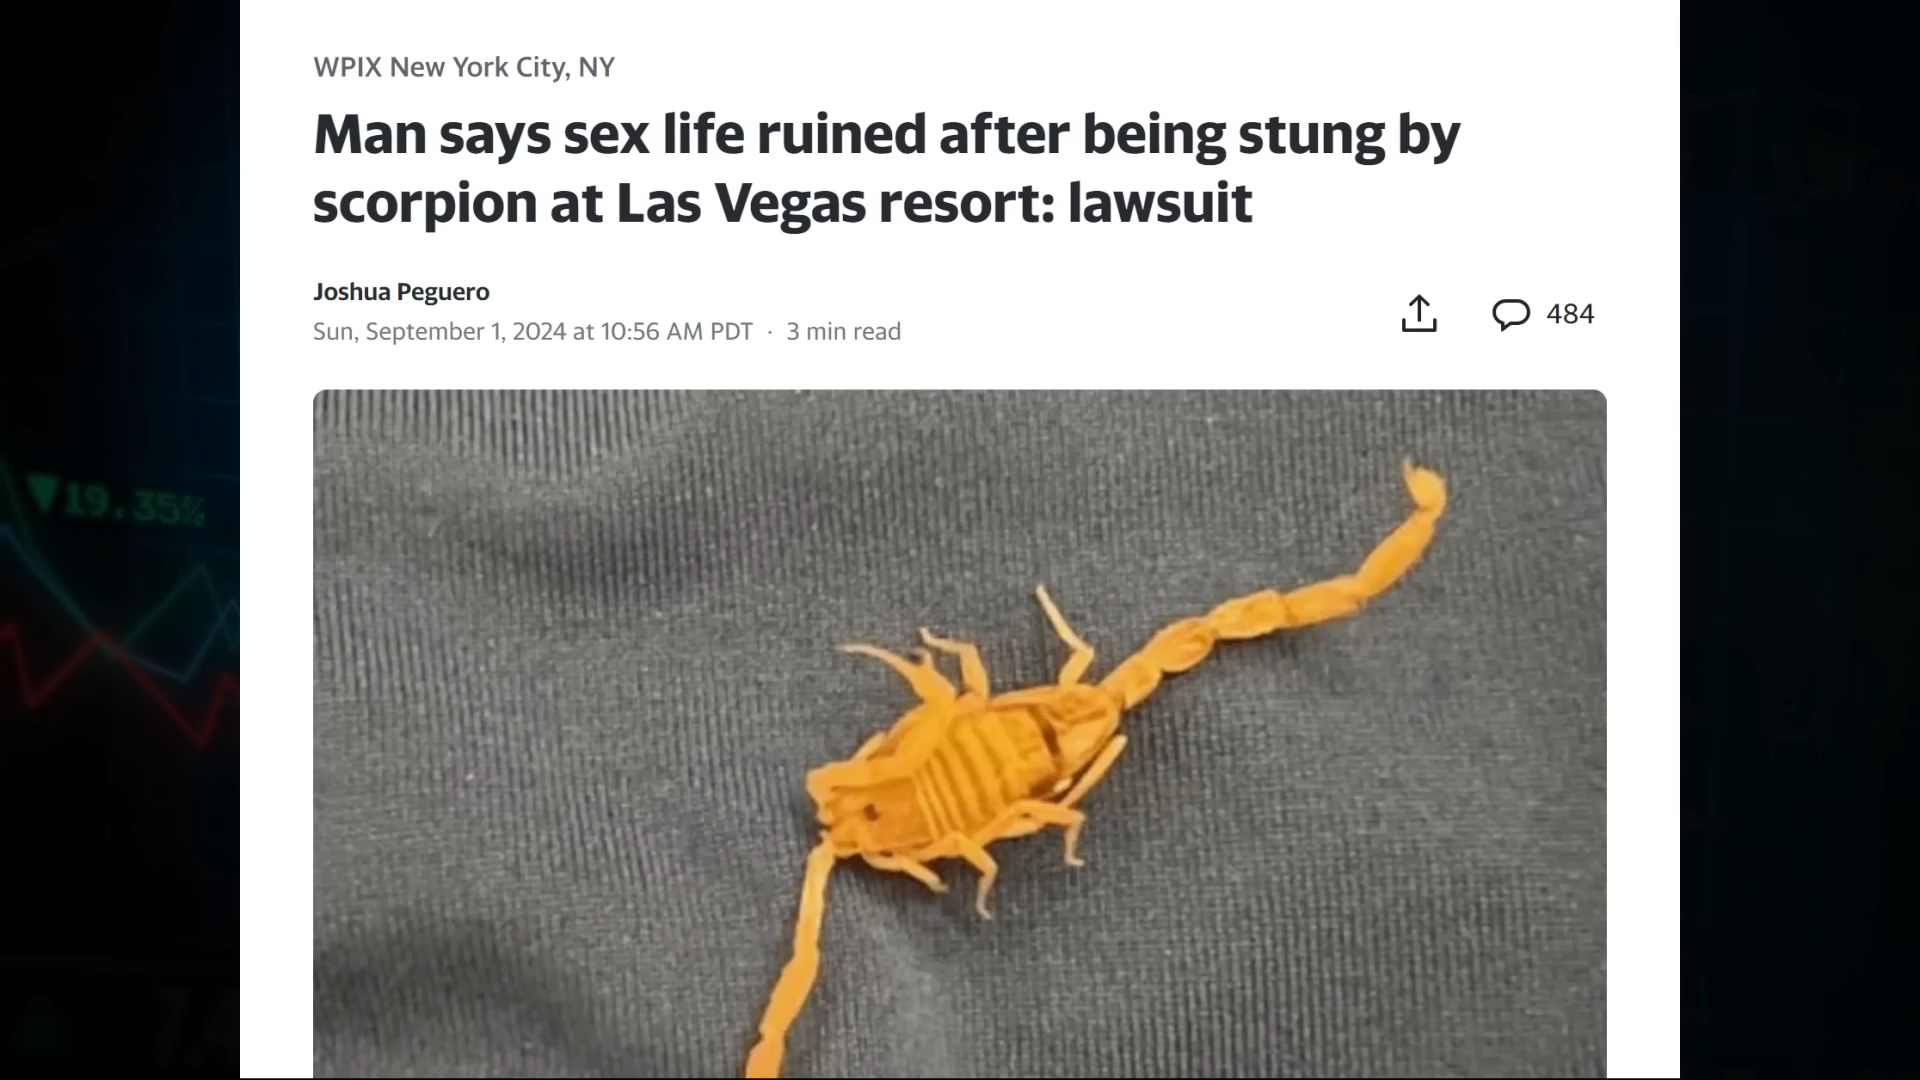 WPIX New York City, NY
Man says sex life ruined after being stung by
scorpion at Las Vegas resort: lawsuit
Joshua Peguero
Sun, September 1, 2024 at 10:56 AM PDT · 3 min read
484
▼19.35%